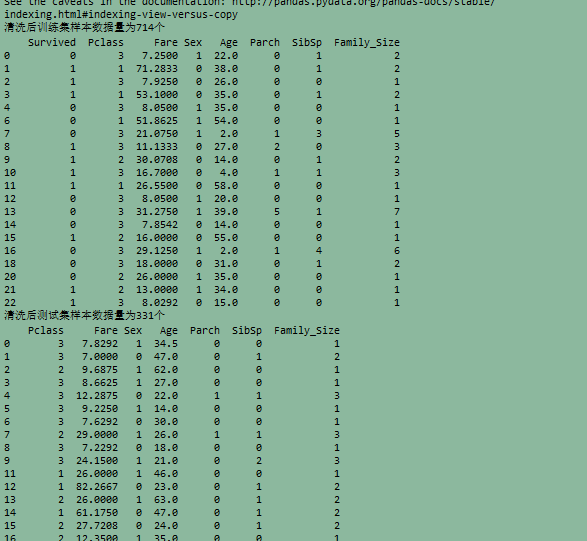 See the caveats in the documentation: http://pandas.pydata.org/pandas-docs/stable/
indexing.html#indexing-view-versus-copy
清洗后训练集样本数据量为714个
Survived Pclass Fare Sex Age Parch SibSp Family_Size
0 0 3 7.2500 1 22.0 0 1 2
1 1 1 71.2833 0 38.0 0 1 2
2 1 3 7.9250 0 26.0 0 0 1
3 1 1 53.1000 0 35.0 0 1 2
4 0 3 8.0500 1 35.0 0 0 1
6 0 1 51.8625 1 54.0 0 0 1
7 0 3 21.0750 1 2.0 1 3 5
8 1 3 11.1333 0 27.0 2 0 3
9 1 2 30.0708 0 14.0 0 1 2
10 1 3 16.7000 0 4.0 1 1 3
11 1 1 26.5500 0 58.0 0 0 1
12 0 3 8.0500 1 20.0 0 0 1
13 0 3 31.2750 1 39.0 5 1 7
14 0 3 7.8542 0 14.0 0 0 1
15 1 2 16.0000 0 55.0 0 0 1
16 0 3 29.1250 1 2.0 1 4 6
18 0 3 18.0000 0 31.0 0 1 2
20 0 2 26.0000 1 35.0 0 0 1
21 1 2 13.0000 1 34.0 0 0 1
22 1 3 8.0292 0 15.0 0 0 1
清洗后测试集样本数据量为331个
Pclass Fare Sex Age Parch SibSp Family_Size
0 3 7.8292 1 34.5 0 0 1
1 3 7.0000 0 47.0 0 1 2
2 2 9.6875 1 62.0 0 0 1
3 3 8.6625 1 27.0 0 0 1
4 3 12.2875 0 22.0 1 1 3
5 3 9.2250 1 14.0 0 0 1
6 3 7.6292 0 30.0 0 0 1
7 2 29.0000 1 26.0 1 1 3
8 3 7.2292 0 18.0 0 0 1
9 3 24.1500 1 21.0 0 2 3
11 1 26.0000 1 46.0 0 0 1
12 1 82.2667 0 23.0 0 1 2
13 2 26.0000 1 63.0 0 1 2
14 1 61.1750 0 47.0 0 1 2
15 2 27.7208 0 24.0 0 1 2
16 2 12.3500 1 35.0 0 0 1